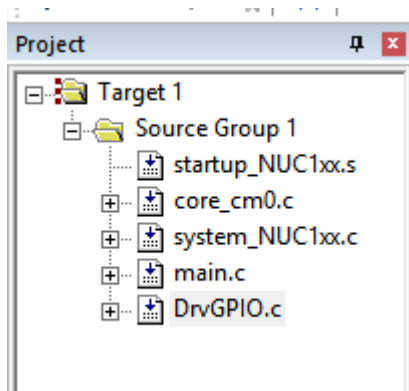 Project
Target 1
Source Group 1
startup_NUC1xx.s
core_cm0.c
system_NUC1xx.c
main.c
DrvGPIO.c